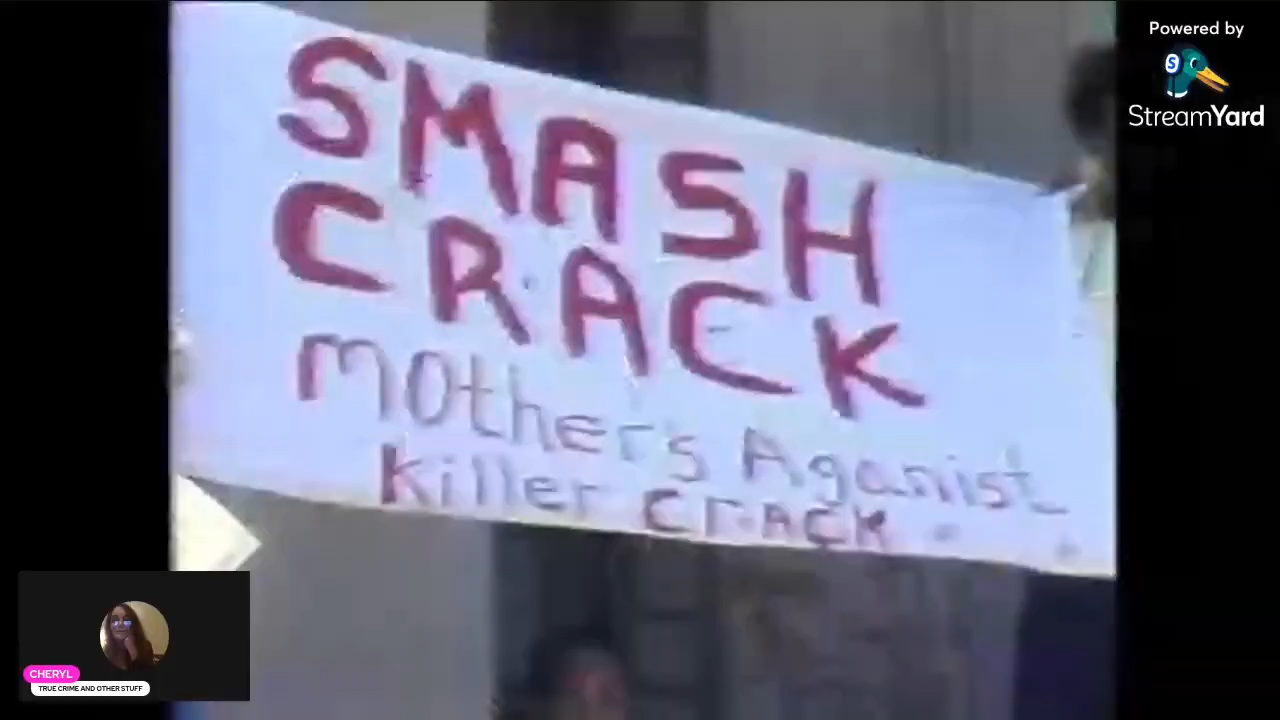 SMASH
CRACK
mother's Aganist
killer CRACK
Powered by
StreamYard
CHERYL
TRUE CRIME AND OTHER STUFF